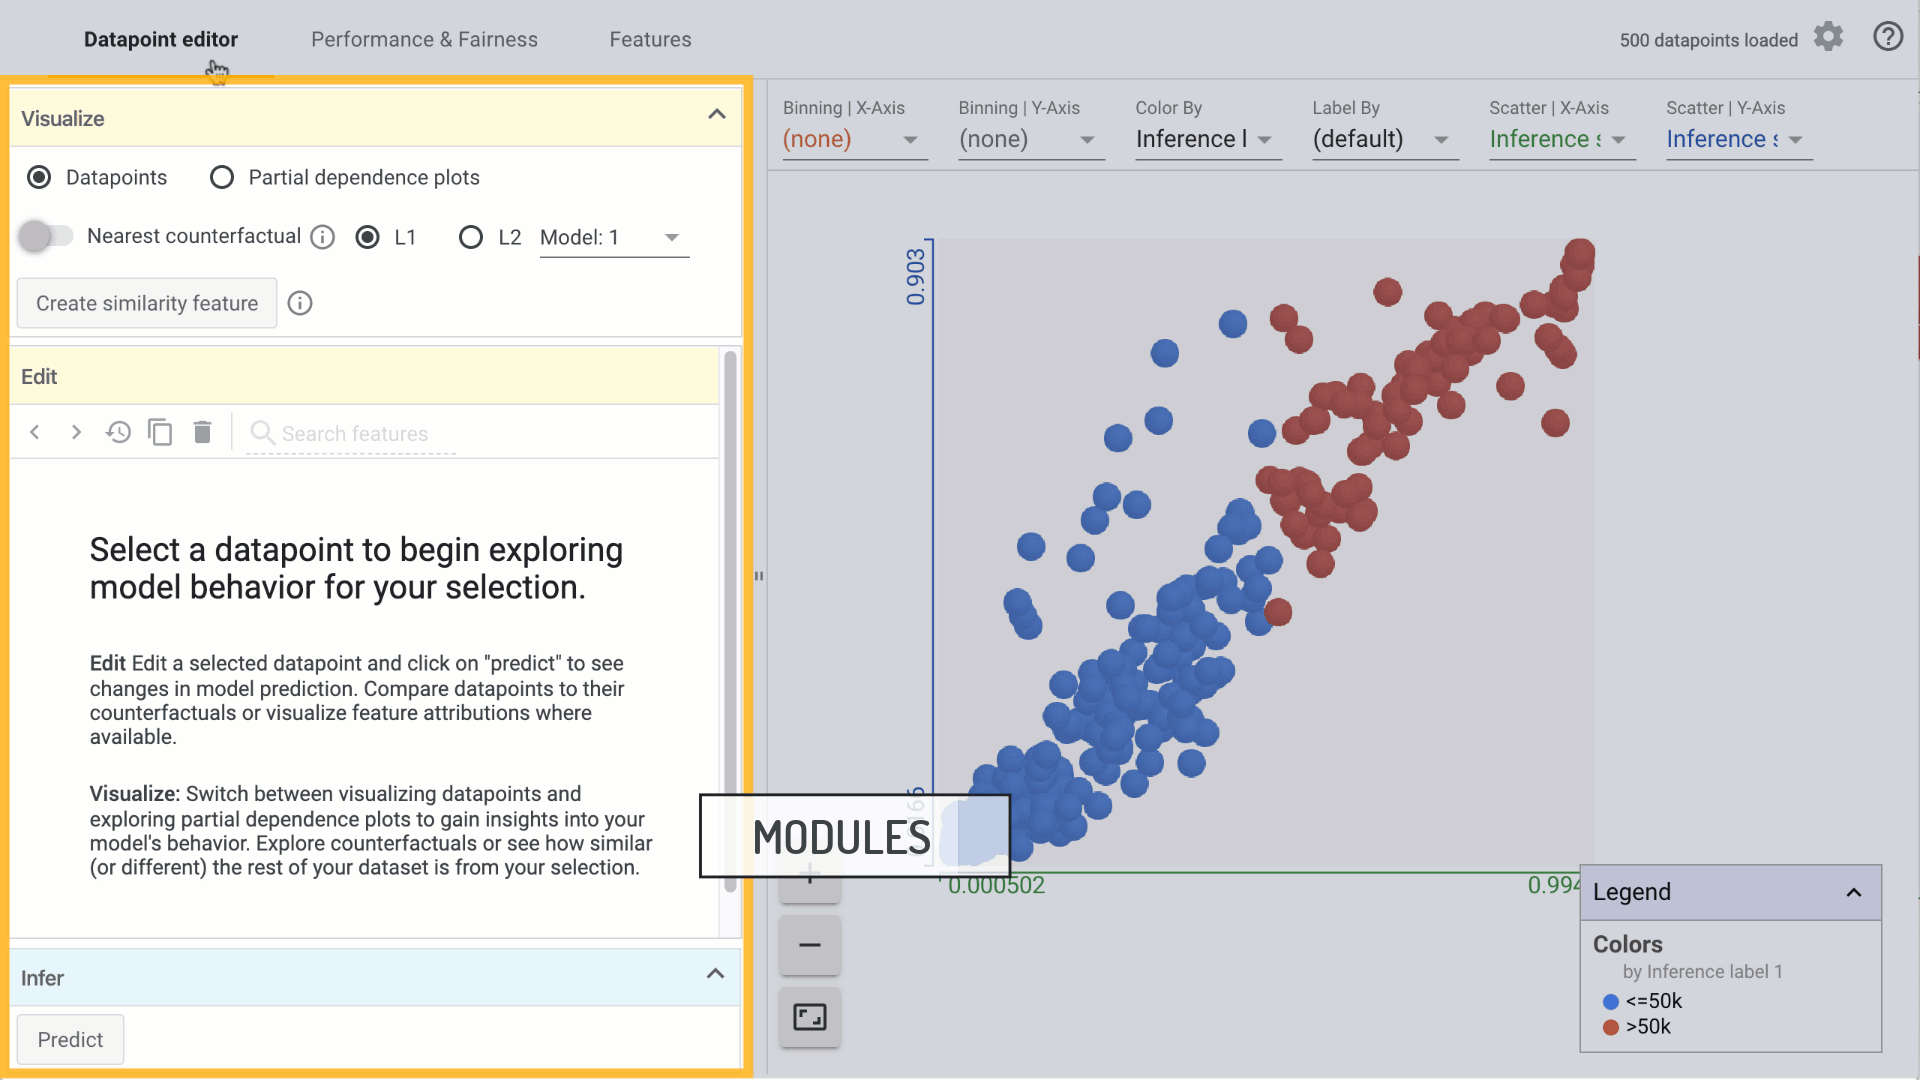 Datapoint editor
Performance & Fairness
Features
500 datapoints loaded
Visualize
Datapoints
Partial dependence plots
Nearest counterfactual
L1
L2
Model: 1
Create similarity feature
Edit
Search features
Select a datapoint to begin exploring
model behavior for your selection.
Edit Edit a selected datapoint and click on "predict" to see
changes in model prediction. Compare datapoints to their
counterfactuals or visualize feature attributions where
available.
Visualize: Switch between visualizing datapoints and
exploring partial dependence plots to gain insights into your
model's behavior. Explore counterfactuals or see how similar
(or different) the rest of your dataset is from your selection.
Infer
Predict
Binning | X-Axis
(none)
Binning | Y-Axis
(none)
Color By
Inference l
Label By
(default)
Scatter | X-Axis
Inference s
Scatter | Y-Axis
Inference s
0.903
MODULES
0.000502
0.994
Legend
Colors
by Inference label 1
<=50k
>50k